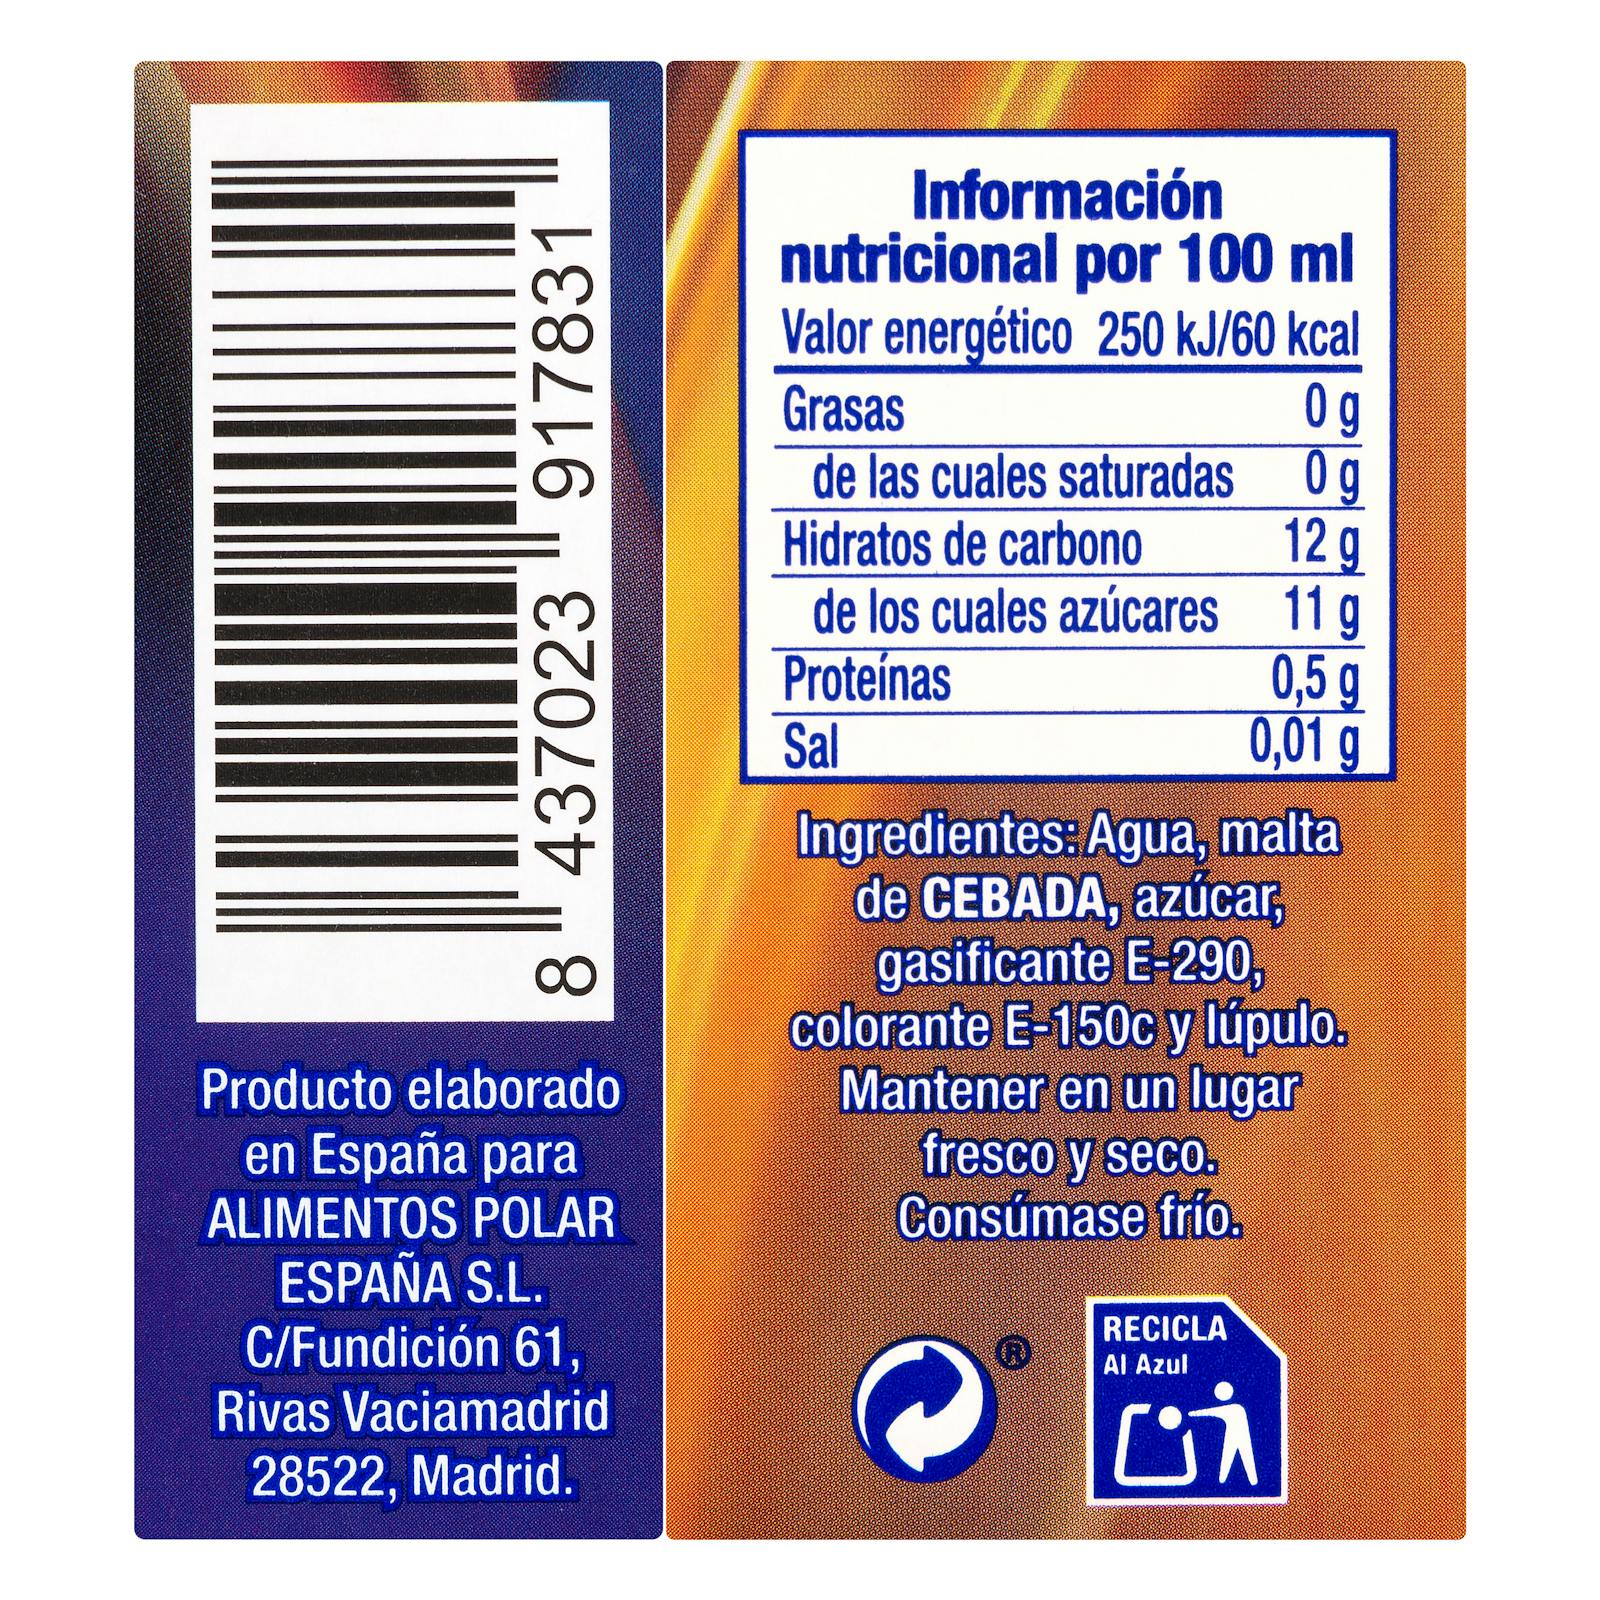 8 437023 917831
Producto elaborado
en España para
ALIMENTOS POLAR
ESPAÑA S.L.
C/Fundición 61,
Rivas Vaciamadrid
28522, Madrid.
Información
nutricional por 100 ml
Valor energético 250 kJ/60 kcal
Grasas 0 g
de las cuales saturadas 0 g
Hidratos de carbono 12 g
de los cuales azúcares 11 g
Proteínas 0,5 g
Sal 0,01 g
Ingredientes: Agua, malta
de CEBADA, azúcar,
gasificante E-290,
colorante E-150c y lúpulo.
Mantener en un lugar
fresco y seco.
Consúmase frío.
®
RECICLA
Al Azul